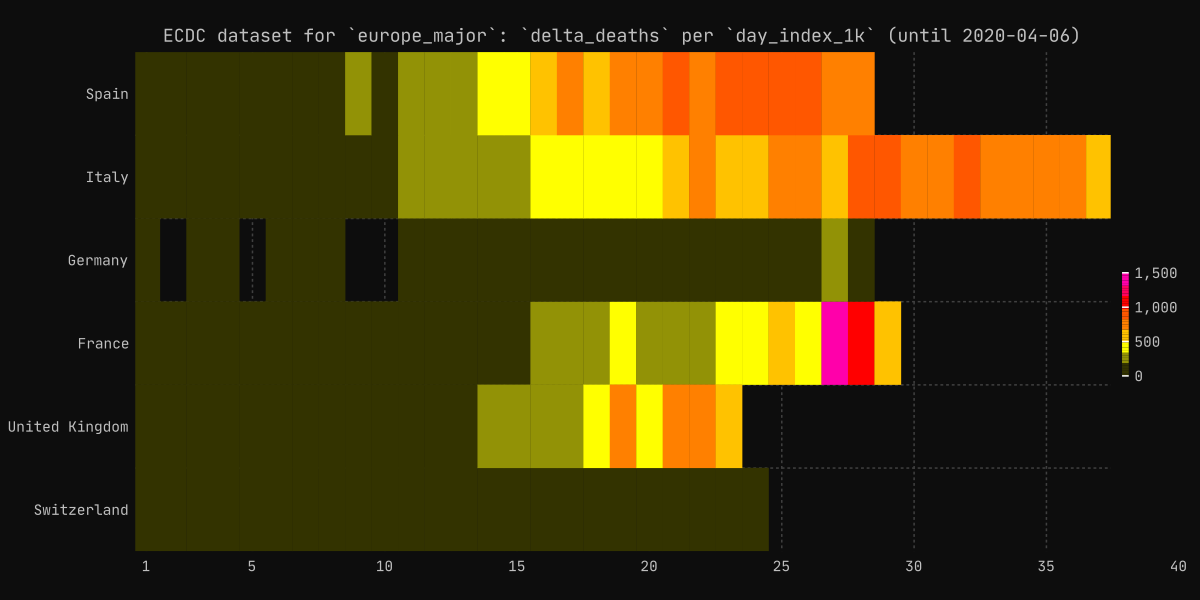 ECDC dataset for `europe_major`: `delta_deaths` per `day_index_1k` (until 2020-04-06)
Spain
Italy
Germany
France
United Kingdom
Switzerland
1,500
1,000
500
0
1 5 10 15 20 25 30 35 40